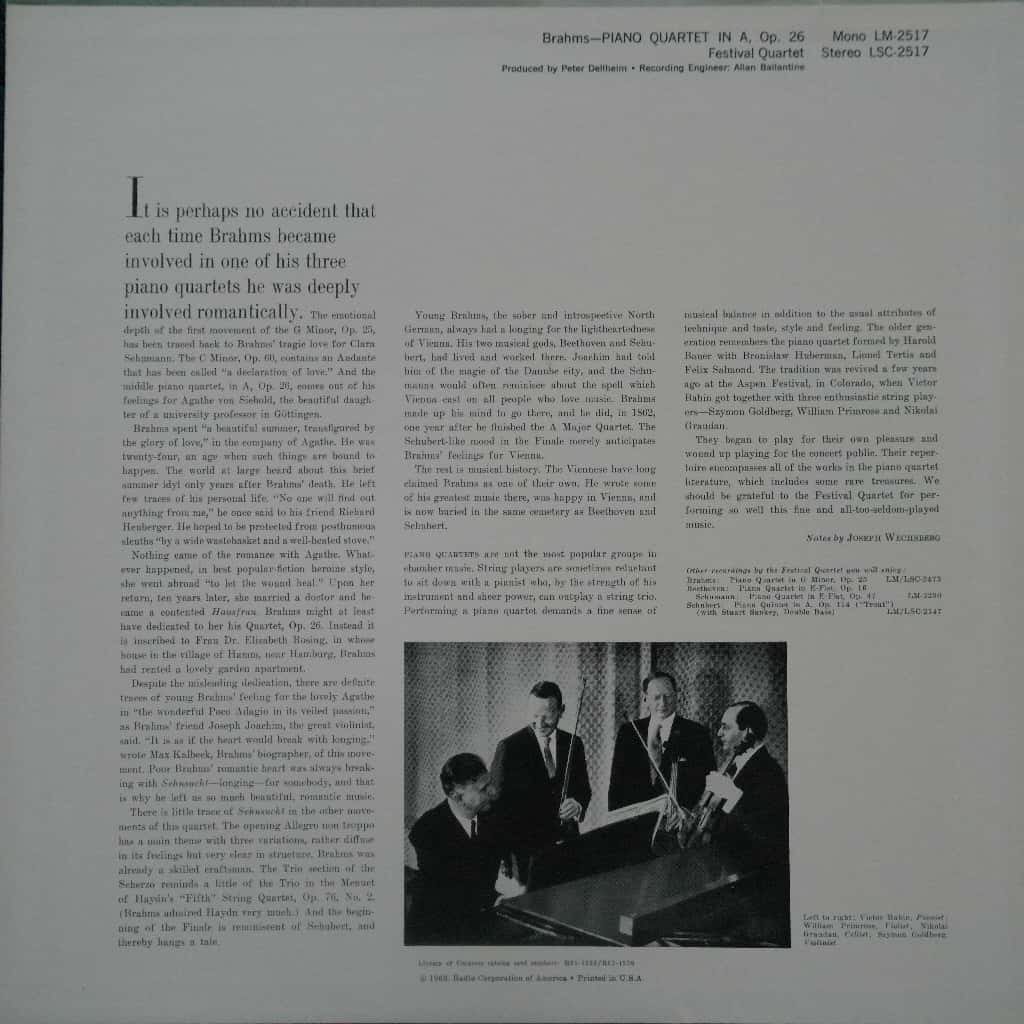 Brahms—PIANO QUARTET IN A, Op. 26 Mono LM-2517
Festival Quartet Stereo LSC-2517
Produced by Peter Dellheim • Recording Engineer: Allan Ballantine
It is perhaps no accident that
each time Brahms became
involved in one of his three
piano quartets he was deeply
involved romantically. The emotional
depth of the first movement of the G Minor, Op. 25,
has been traced back to Brahms' tragic love for Clara
Schumann. The C Minor, Op. 60, contains an Andante
that has been called "a declaration of love." And the
middle piano quartet, in A, Op. 26, comes out of his
feelings for Agathe von Siebold, the beautiful daugh-
ter of a university professor in Göttingen.
Brahms spent "a beautiful summer, transfigured by
the glory of love," in the company of Agathe. He was
twenty-four, an age when such things are bound to
happen. The world at large heard about this brief
summer idyl only years after Brahms' death. He left
few traces of his personal life. "No one will find out
anything from me," he once said to his friend Richard
Heuberger. He hoped to be protected from posthumous
sleuths "by a wide wastebasket and a well-heated stove."
Nothing came of the romance with Agathe. What-
ever happened, in best popular-fiction heroine style,
she went abroad "to let the wound heal." Upon her
return, ten years later, she married a doctor and be-
came a contented Hausfrau. Brahms might at least
have dedicated to her his Quartet, Op. 26. Instead it
is inscribed to Frau Dr. Elisabeth Rosing, in whose
house in the village of Hamm, near Hamburg, Brahms
had rented a lovely garden apartment.
Despite the misleading dedication, there are definite
traces of young Brahms' feeling for the lovely Agathe
in "the wonderful Poco Adagio in its veiled passion,"
as Brahms' friend Joseph Joachim, the great violinist,
said. "It is as if the heart would break with longing,"
wrote Max Kalbeck, Brahms' biographer, of this move-
ment. Poor Brahms' romantic heart was always break-
ing with Sehnsucht—longing—for somebody, and that
is why he left us so much beautiful, romantic music.
There is little trace of Sehnsucht in the other move-
ments of this quartet. The opening Allegro non troppo
has a main theme with three variations, rather diffuse
in its feelings but very clear in structure. Brahms was
already a skilled craftsman. The Trio section of the
Scherzo reminds a little of the Trio in the Menuet
of Haydn's "Fifth" String Quartet, Op. 76, No. 2.
(Brahms admired Haydn very much.) And the begin-
ning of the Finale is reminiscent of Schubert, and
thereby hangs a tale.
Young Brahms, the sober and introspective North
German, always had a longing for the lightheartedness
of Vienna. His two musical gods, Beethoven and Schu-
bert, had lived and worked there. Joachim had told
him of the magic of the Danube city, and the Schu-
manns would often reminisce about the spell which
Vienna cast on all people who love music. Brahms
made up his mind to go there, and he did, in 1862,
one year after he finished the A Major Quartet. The
Schubert-like mood in the Finale merely anticipates
Brahms' feelings for Vienna.
The rest is musical history. The Viennese have long
claimed Brahms as one of their own. He wrote some
of his greatest music there, was happy in Vienna, and
is now buried in the same cemetery as Beethoven and
Schubert.
PIANO QUARTETS are not the most popular groups in
chamber music. String players are sometimes reluctant
to sit down with a pianist who, by the strength of his
instrument and sheer power, can outplay a string trio.
Performing a piano quartet demands a fine sense of
musical balance in addition to the usual attributes of
technique and taste, style and feeling. The older gen-
eration remembers the piano quartet formed by Harold
Bauer with Bronislaw Huberman, Lionel Tertis and
Felix Salmond. The tradition was revived a few years
ago at the Aspen Festival, in Colorado, when Victor
Babin got together with three enthusiastic string play-
ers—Szymon Goldberg, William Primrose and Nikolai
Graudan.
They began to play for their own pleasure and
wound up playing for the concert public. Their reper-
toire encompasses all of the works in the piano quartet
literature, which includes some rare treasures. We
should be grateful to the Festival Quartet for per-
forming so well this fine and all-too-seldom-played
music.
Notes by JOSEPH WECHSBERG
Other recordings by the Festival Quartet you will enjoy:
Brahms: Piano Quartet in G Minor, Op. 25 LM/LSC-2473
Beethoven: Piano Quartet in E-Flat, Op. 16
Schumann: Piano Quartet in E-Flat, Op. 47
Schubert: Piano Quintet in A, Op. 114 ("Trout")
(with Stuart Sankey, Double Bass) LM/LSC-2147
Left to right: Victor Babin, Pianist;
William Primrose, Violist; Nikolai
Graudan, Cellist; Szymon Goldberg,
Violinist
Library of Congress catalog card numbers:
Radio Corporation of America • Printed in U.S.A.